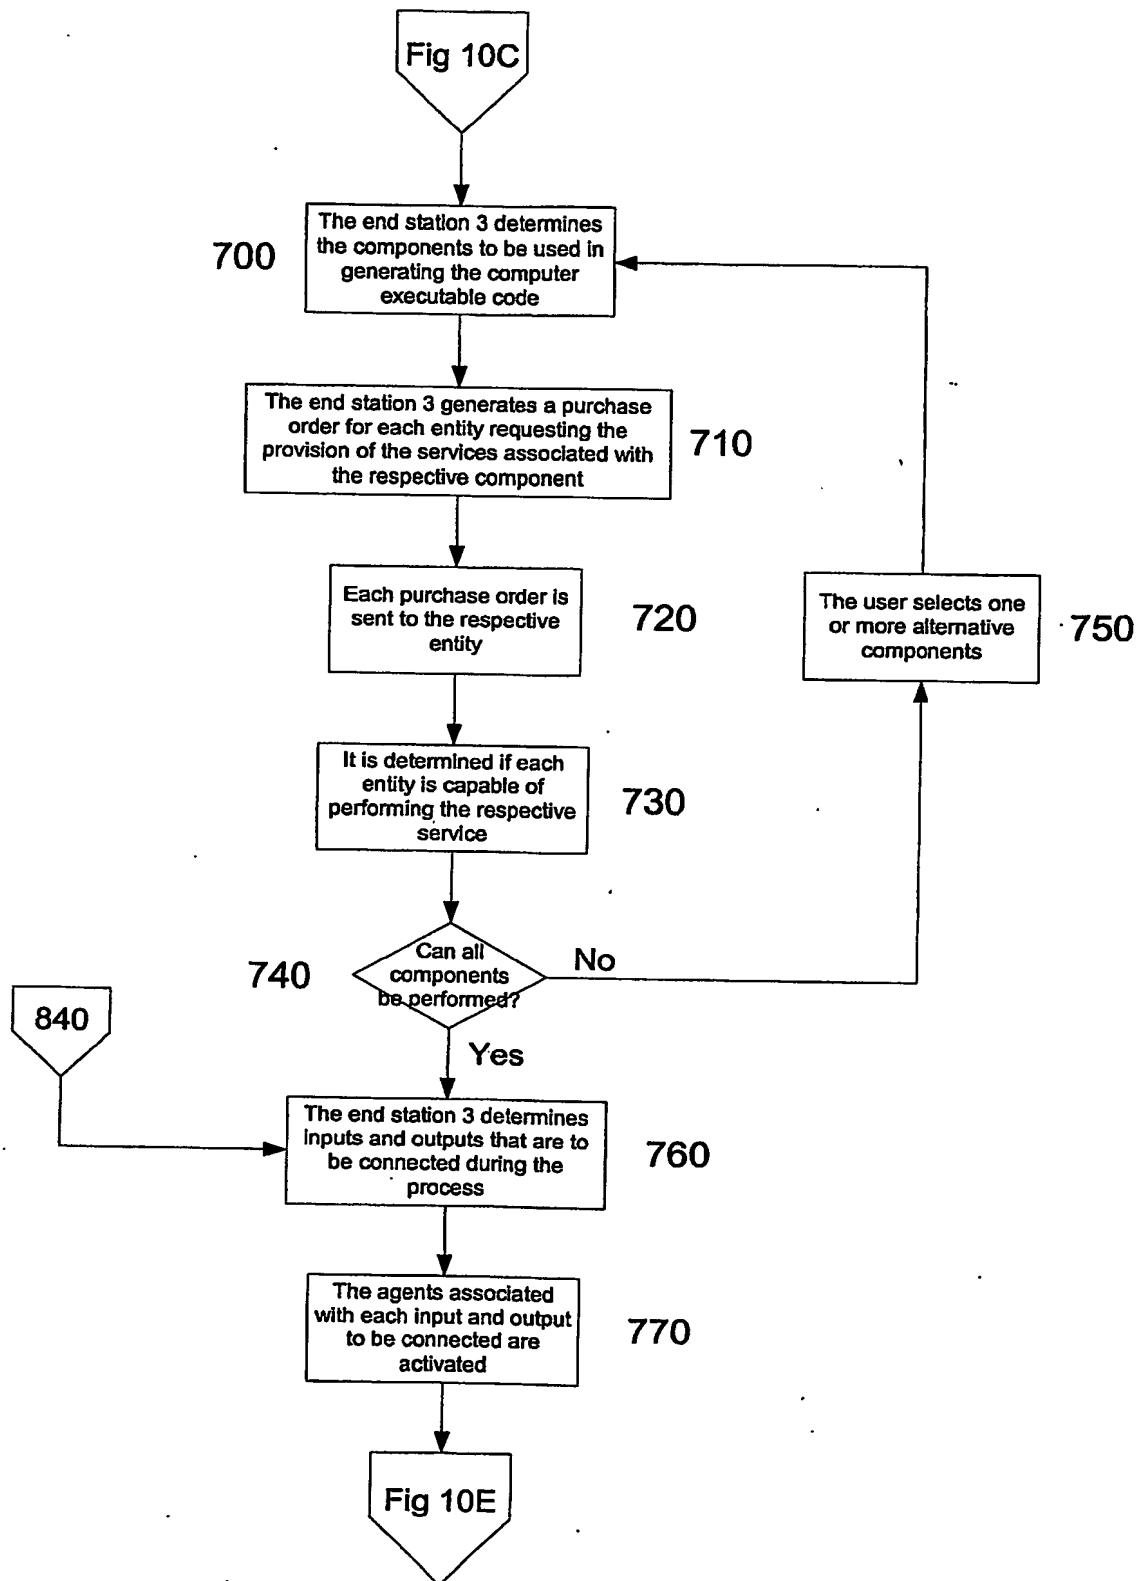 Fig 10C
The end station 3 determines
the components to be used in
generating the computer
executable code
700
The end station 3 generates a purchase
order for each entity requesting the
provision of the services associated with
the respective component
710
Each purchase order is
sent to the respective
entity
720
The user selects one
or more alternative
components
750
It is determined if each
entity is capable of
performing the respective
service
730
Can all
components
be performed?
740
No
Yes
840
The end station 3 determines
inputs and outputs that are to
be connected during the
process
760
The agents associated
with each input and output
to be connected are
activated
770
Fig 10E